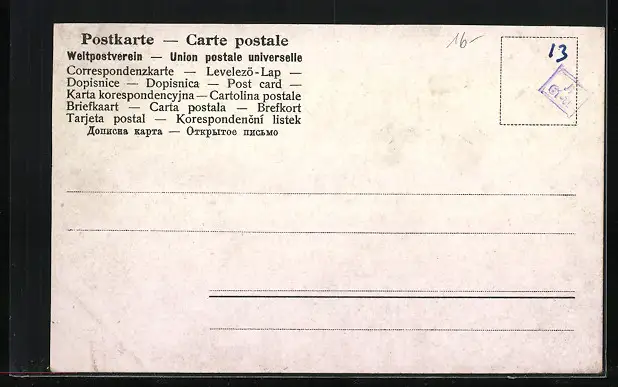 Postkarte — Carte postale
Weltpostverein — Union postale universelle
Correspondenzkarte — Levelező-Lap —
Dopisnice — Dopisnica — Post card —
Karta korespondencyjna — Cartolina postale
Briefkaart — Carta postala — Brefkort
Tarjeta postal — Korespondenční listek
Дописна карта — Открытое письмо
16-
13